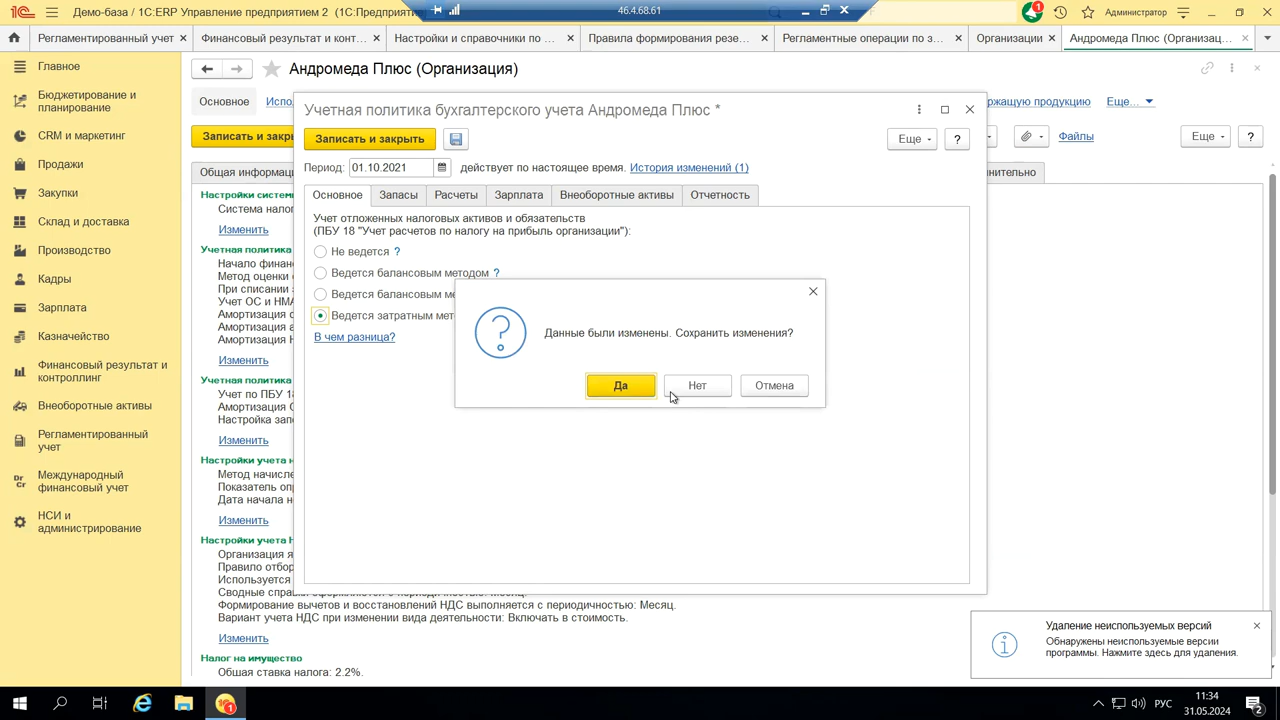 Демо-база / 1С:ERP Управление предприятием 2 (1С:Предприятие
46.4.68.61
1
Администратор
Регламентированный учет
Финансовый результат и конт...
Настройки и справочники по ...
Правила формирования резе...
Регламентные операции по з...
Организации
Андромеда Плюс (Организац...
Главное
Бюджетирование и
планирование
CRM и маркетинг
Продажи
Закупки
Склад и доставка
Производство
Кадры
Зарплата
Казначейство
Финансовый результат и
контроллинг
Внеоборотные активы
Регламентированный
учет
Международный
финансовый учет
НСИ и
администрирование
Андромеда Плюс (Организация)
Основное
Испо
ржащую продукцию
Еще...
Записать и закры
Файлы
Еще
?
Общая информаци
лнительно
Настройки систем
Система налог
Изменить
Учетная политика
Начало финан
Метод оценки
При списании
Учет ОС и НМА
Амортизация о
Амортизация
Амортизация Н
Изменить
Учетная политика
Учет по ПБУ 18
Амортизация О
Настройка запо
Изменить
Настройки учета н
Метод начисле
Показатель оп
Дата начала н
Изменить
Настройки учета Н
Организация я
Правило отбор
Используется
Сводные справки оформляются с периодичностью: Месяц.
Формирование вычетов и восстановлений НДС выполняется с периодичностью: Месяц.
Вариант учета НДС при изменении вида деятельности: Включать в стоимость.
Изменить
Налог на имущество
Общая ставка налога: 2.2%.
Учетная политика бухгалтерского учета Андромеда Плюс *
Записать и закрыть
Еще
?
Период: 01.10.2021 действует по настоящее время. История изменений (1)
Основное
Запасы
Расчеты
Зарплата
Внеоборотные активы
Отчетность
Учет отложенных налоговых активов и обязательств
(ПБУ 18 "Учет расчетов по налогу на прибыль организации"):
Не ведется ?
Ведется балансовым методом ?
Ведется балансовым ме
Ведется затратным мет
В чем разница?
Данные были изменены. Сохранить изменения?
Да
Нет
Отмена
Удаление неиспользуемых версий
Обнаружены неиспользуемые версии
программы. Нажмите здесь для удаления.
РУС
11:34
31.05.2024
2